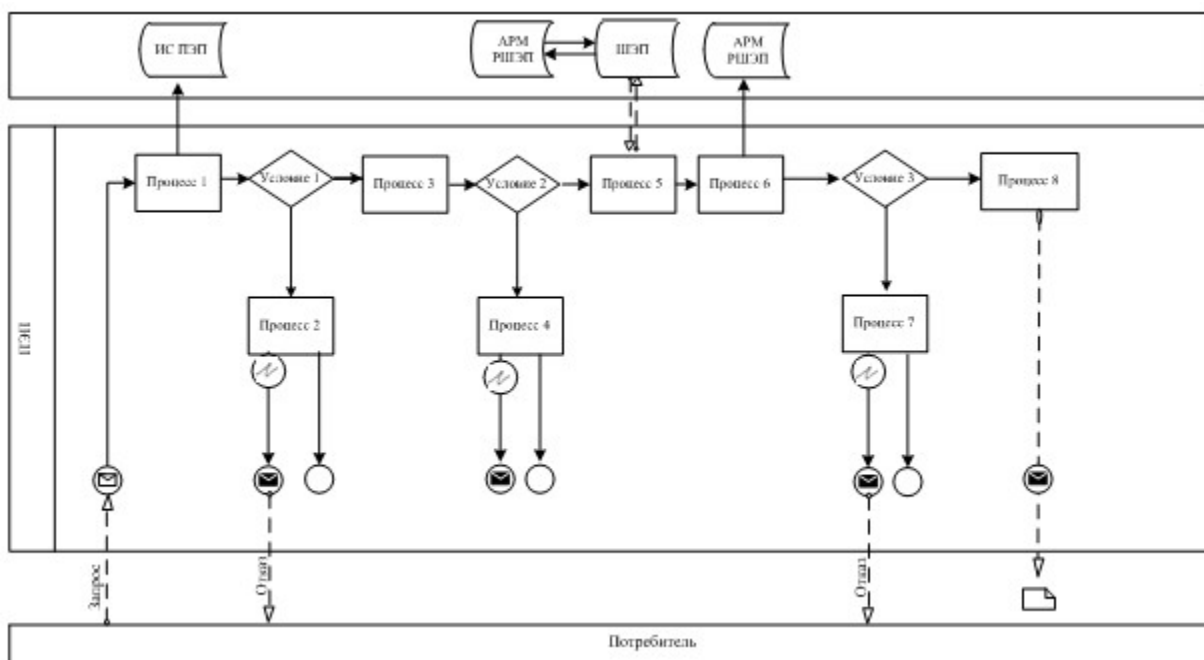 ИС ПЭП
АРМ
РШЭП
ШЭП
АРМ
РШЭП
Процесс 1
Условие 1
Процесс 3
Условие 2
Процесс 5
Процесс 6
Условие 3
Процесс 8
Процесс 2
Процесс 4
Процесс 7
Запрос
Отказ
Отказ
Потребитель